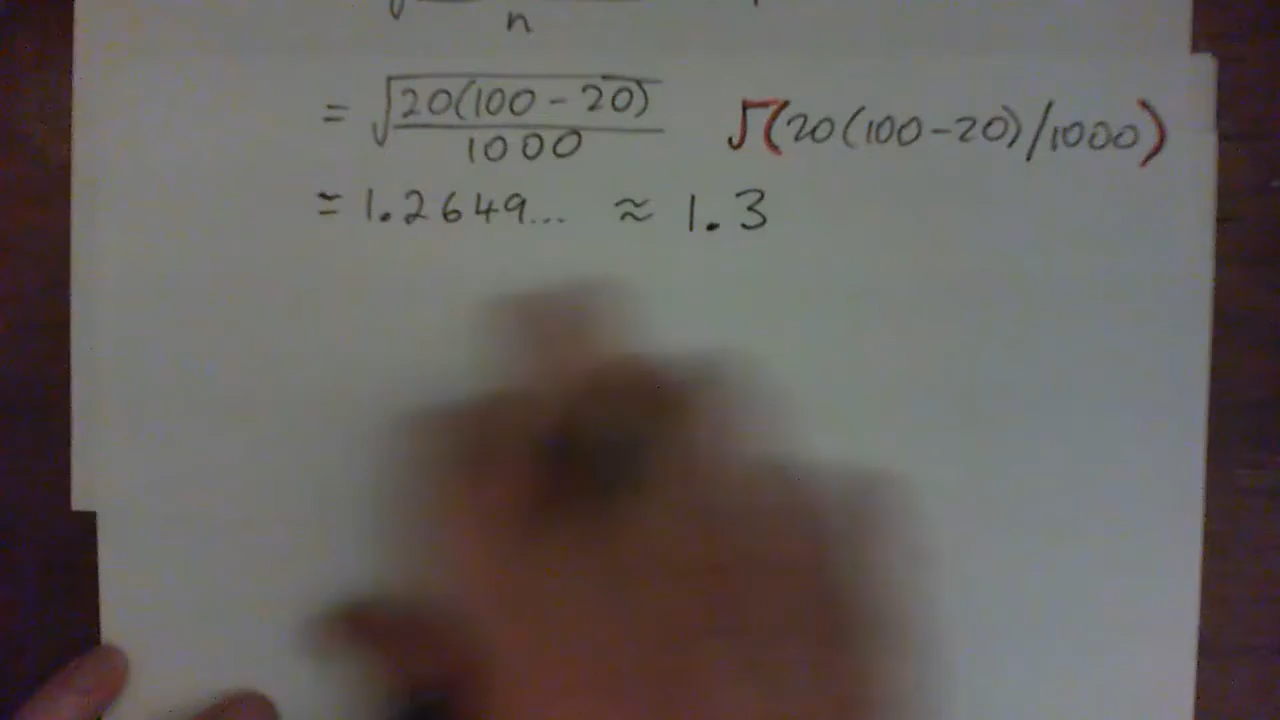 n
= √(20(100 - 20)/1000) √(20(100-20)/1000)
= 1.2649... ≈ 1.3